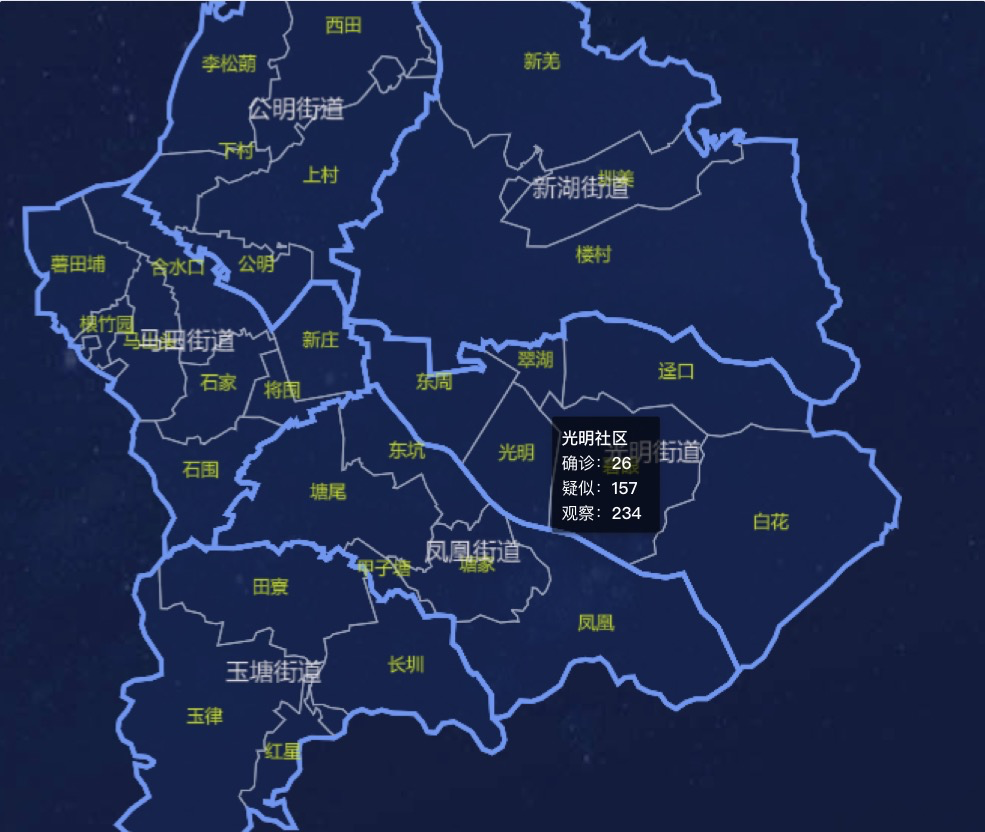 西田
李松蓢
新羌
公明街道
下村
上村
圳美
新湖街道
楼村
薯田埔
合水口
公明
根竹园
马田街道
新庄
翠湖
东周
迳口
石家
将围
光明社区
确诊：26
疑似：157
观察：234
东坑
光明
光明街道
石围
塘尾
白花
凤凰街道
甲子塘
塘家
田寮
凤凰
长圳
玉塘街道
玉律
红星